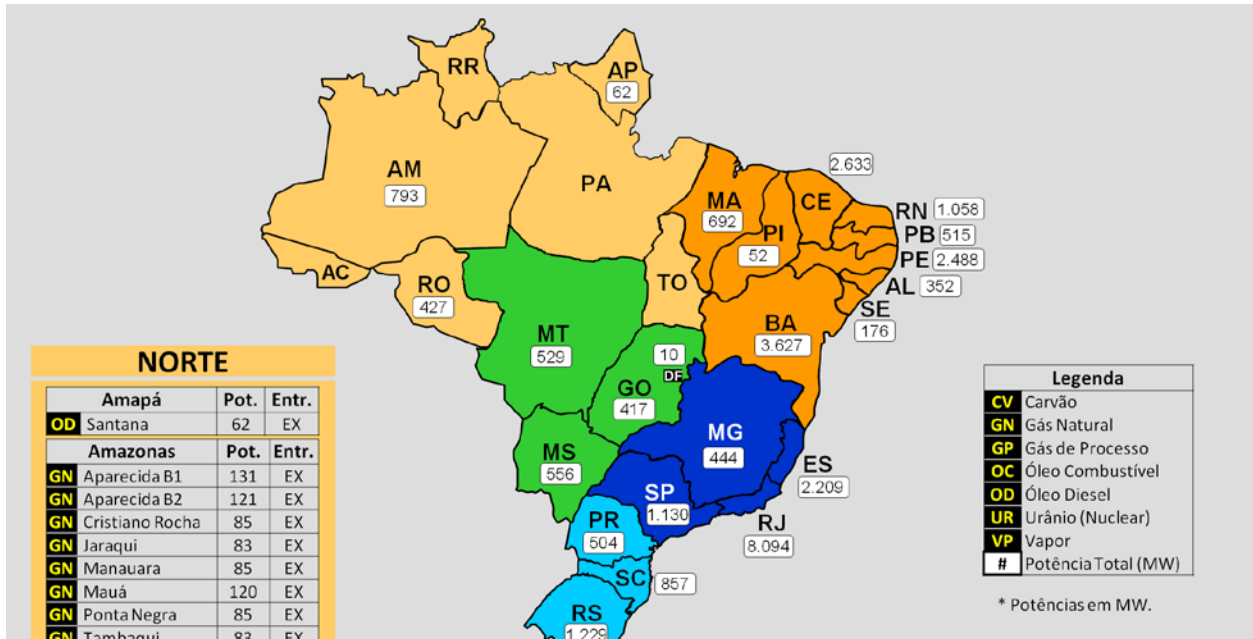 RR
AP
62
AM
793
PA
2.633
MA
692
CE
RN 1.058
PI
52
PB 515
PE 2.488
AC
RO
427
TO
AL 352
SE
176
BA
3.627
MT
529
10
DF
GO
417
MS
556
MG
444
ES
2.209
SP
1.130
RJ
8.094
PR
504
SC 857
RS
1.229
NORTE
Amapá Pot. Entr.
OD Santana 62 EX
Amazonas Pot. Entr.
GN Aparecida B1 131 EX
GN Aparecida B2 121 EX
GN Cristiano Rocha 85 EX
GN Jaraqui 83 EX
GN Manauara 85 EX
GN Mauá 120 EX
GN Ponta Negra 85 EX
GN Tambaqui 83 EX
Legenda
CV Carvão
GN Gás Natural
GP Gás de Processo
OC Óleo Combustível
OD Óleo Diesel
UR Urânio (Nuclear)
VP Vapor
# Potência Total (MW)
* Potências em MW.